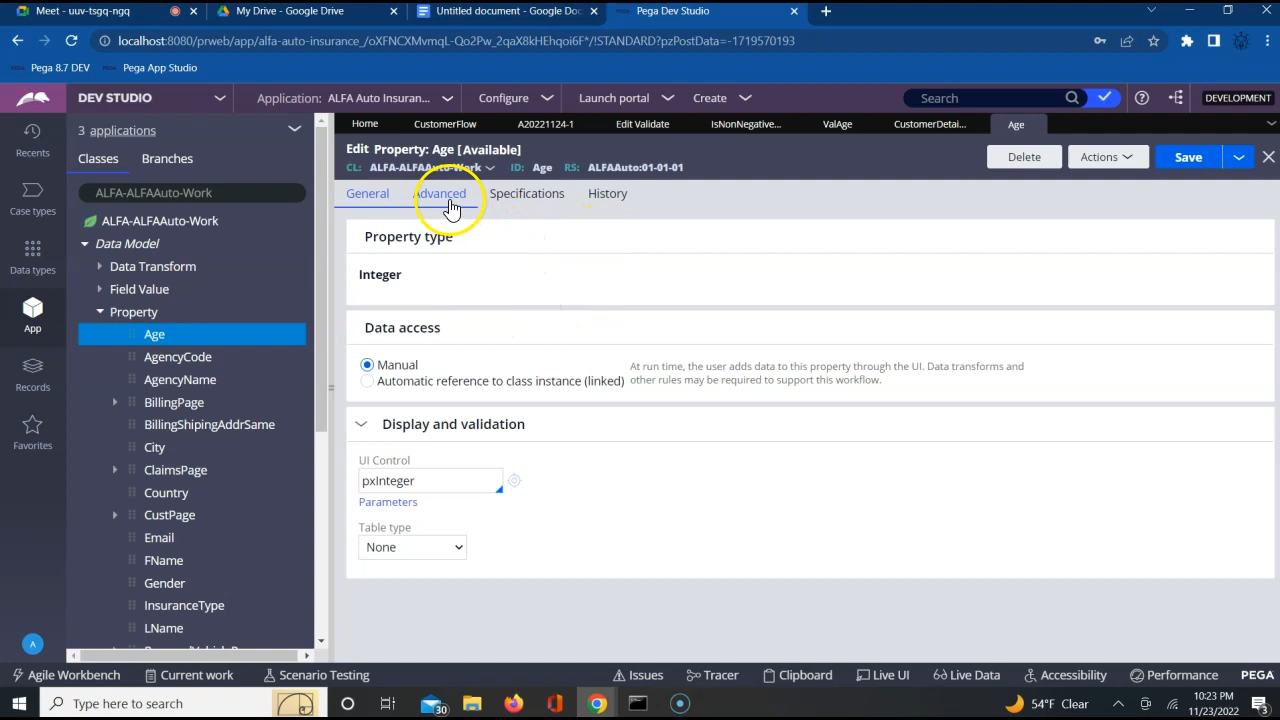 Meet - uuv-tsgq-ngq
My Drive - Google Drive
Untitled document - Google Doc
Pega Dev Studio
localhost:8080/prweb/app/alfa-auto-insurance_/oXFNCXMvmqL-Qo2Pw_2qaX8kHEhqoi6F*/!STANDARD?pzPostData=-1719570193
Pega 8.7 DEV
Pega App Studio
DEV STUDIO
Application: ALFA Auto Insuran...
Configure
Launch portal
Create
Search
DEVELOPMENT
Recents
Case types
Data types
App
Records
Favorites
A
3 applications
Classes
Branches
ALFA-ALFAAuto-Work
ALFA-ALFAAuto-Work
Data Model
Data Transform
Field Value
Property
Age
AgencyCode
AgencyName
BillingPage
BillingShipingAddrSame
City
ClaimsPage
Country
CustPage
Email
FName
Gender
InsuranceType
LName
Home
CustomerFlow
A20221124-1
Edit Validate
IsNonNegative...
ValAge
CustomerDetai...
Age
Edit Property: Age [Available]
CL: ALFA-ALFAAuto-Work ID: Age RS: ALFAAuto:01-01-01
Delete
Actions
Save
General
Advanced
Specifications
History
Property type
Integer
Data access
Manual
Automatic reference to class instance (linked)
At run time, the user adds data to this property through the UI. Data transforms and
other rules may be required to support this workflow.
Display and validation
UI Control
pxInteger
Parameters
Table type
None
Agile Workbench
Current work
Scenario Testing
Issues
Tracer
Clipboard
Live UI
Live Data
Accessibility
Performance
PEGA
Type here to search
30
54°F Clear
10:23 PM
11/23/2022
3